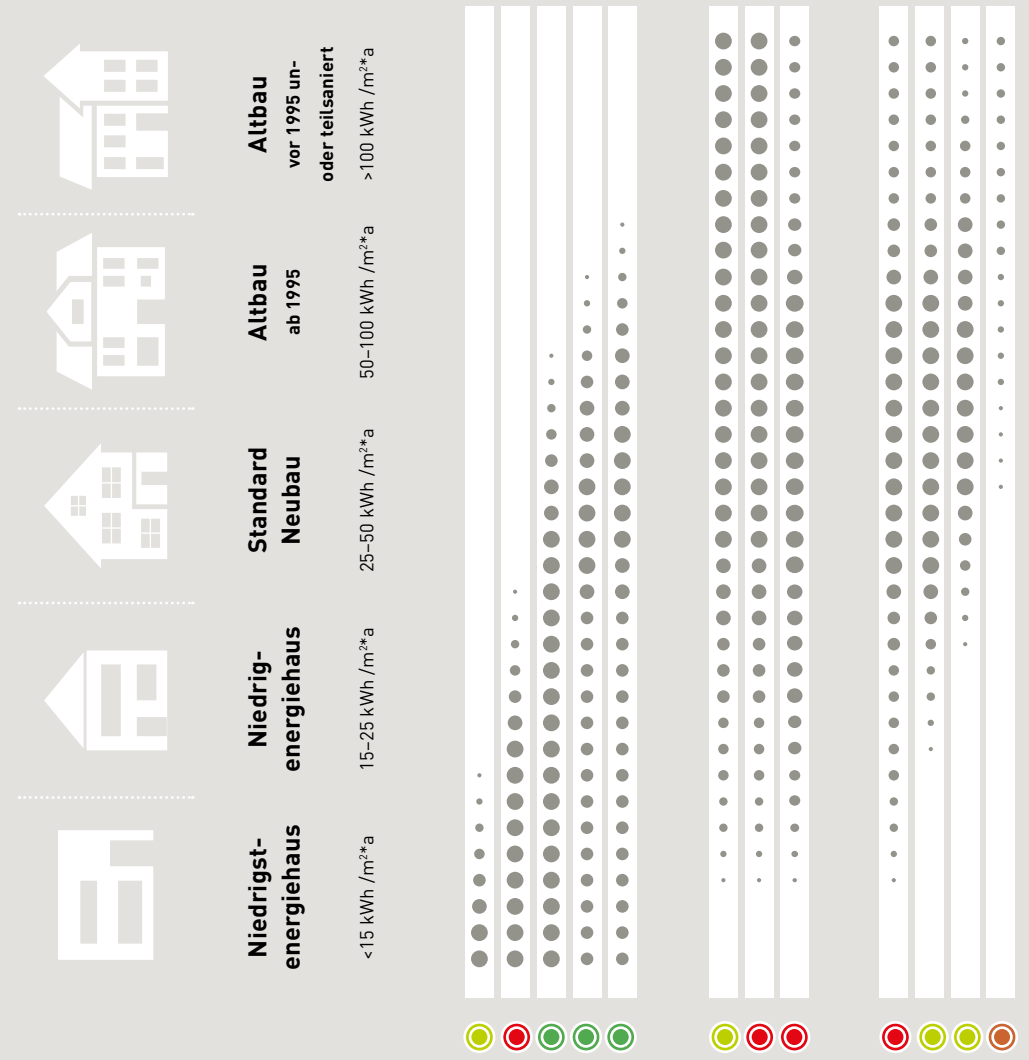 Niedrigst-
energiehaus
<15 kWh /m²*a
Niedrig-
energiehaus
15–25 kWh /m²*a
Standard
Neubau
25–50 kWh /m²*a
Altbau
ab 1995
50–100 kWh /m²*a
Altbau
vor 1995 un-
oder teilsaniert
>100 kWh /m²*a